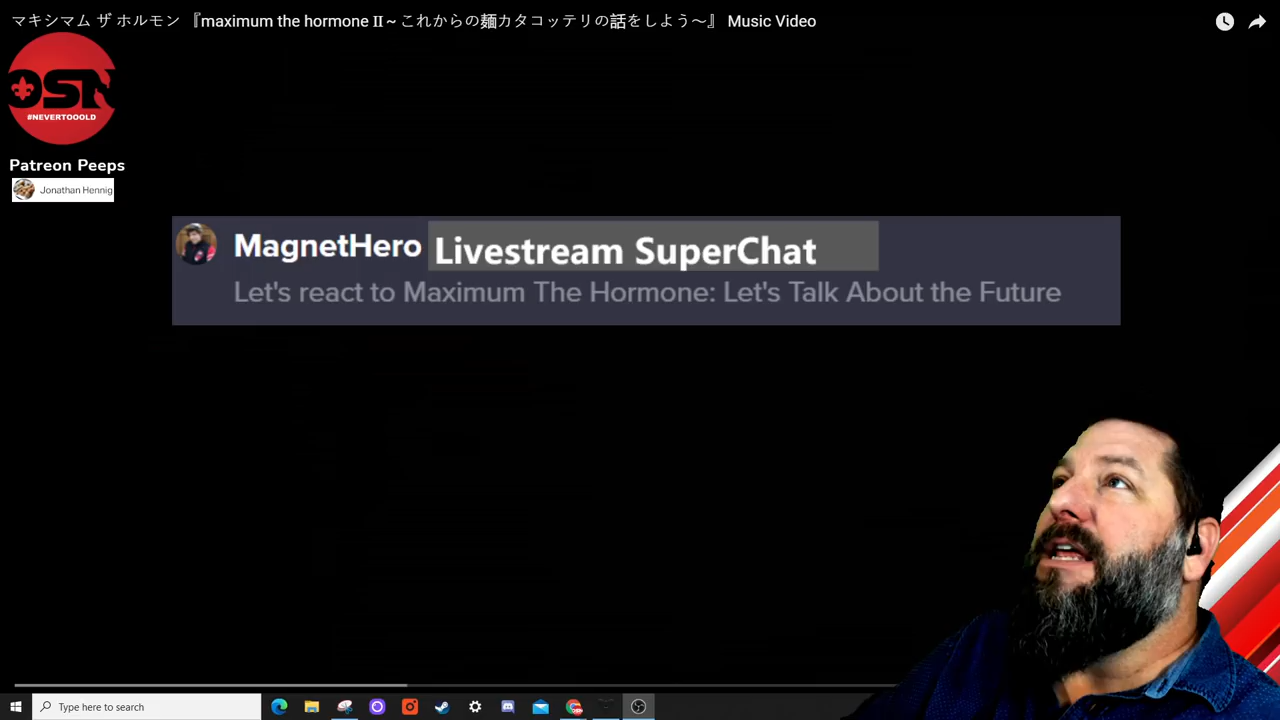 マキシマム ザ ホルモン 『maximum the hormone II～これからの麺カタコッテリの話をしよう～』 Music Video
OSN
#NEVERTOOOLD
Patreon Peeps
Jonathan Hennig
MagnetHero Livestream SuperChat
Let's react to Maximum The Hormone: Let's Talk About the Future
Type here to search